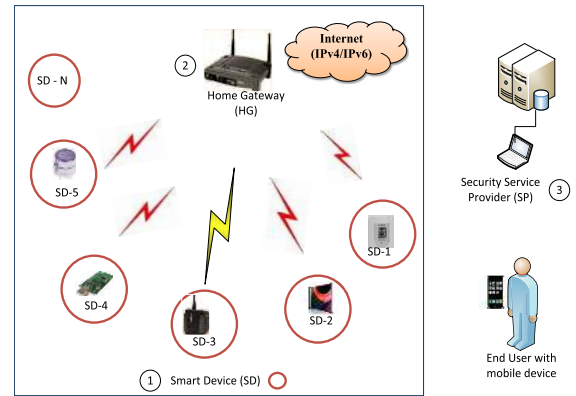 Internet
(IPv4/IPv6)
2
Home Gateway
(HG)
SD - N
SD-5
SD-4
SD-3
SD-2
SD-1
1 Smart Device (SD)
Security Service
Provider (SP)
3
End User with
mobile device